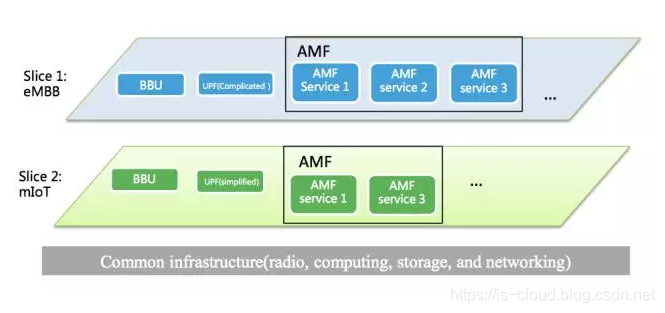 AMF
Slice 1:
eMBB
BBU
UPF(Complicated )
AMF
Service 1
AMF
service 2
AMF
service 3
...
AMF
Slice 2:
mIoT
BBU
UPF(simplified)
AMF
service 1
AMF
service 3
...
Common infrastructure(radio, computing, storage, and networking)
https://is-cloud.blog.csdn.net